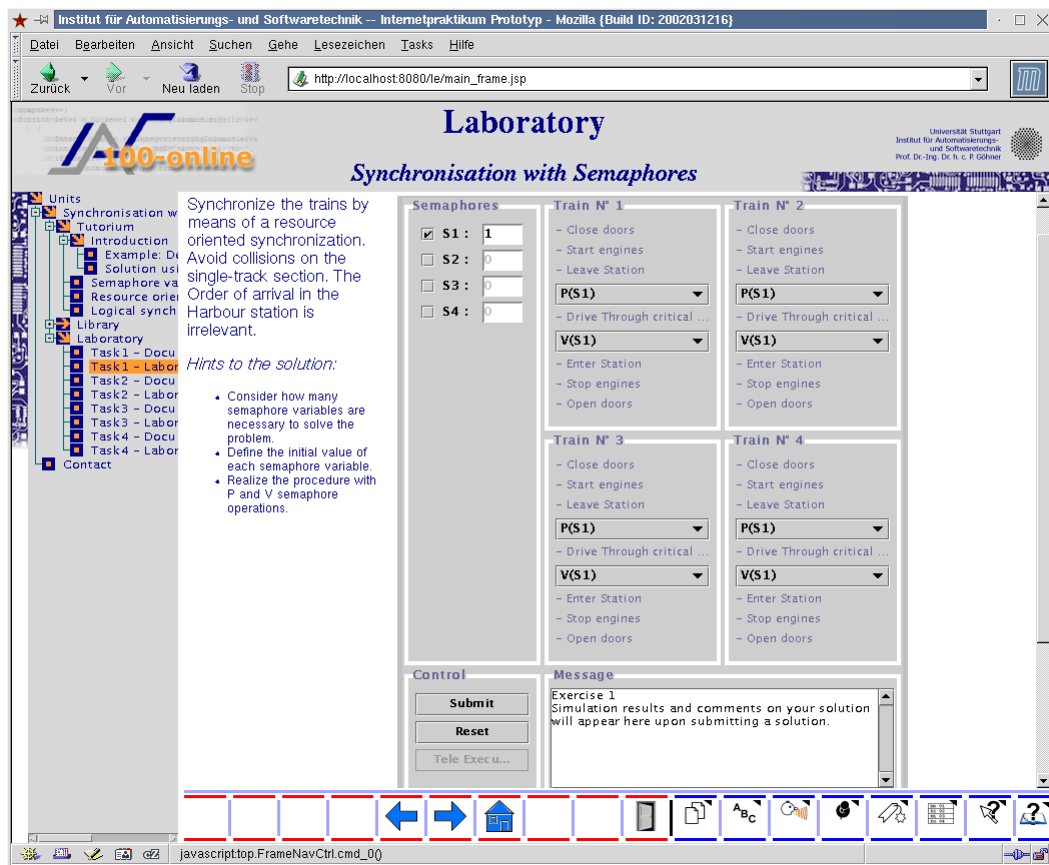 Institut für Automatisierungs- und Softwaretechnik -- Internetpraktikum Prototyp - Mozilla {Build ID: 2002031216}
Datei Bearbeiten Ansicht Suchen Gehe Lesezeichen Tasks Hilfe
Zurück Vor Neu laden Stop
http://localhost:8080/le/main_frame.jsp
IAS
100-online
Laboratory
Synchronisation with Semaphores
Universität Stuttgart
Institut für Automatisierungs-
und Softwaretechnik
Prof. Dr.-Ing. Dr. h. c. P. Göhner
Units
Synchronisation w
Tutorium
Introduction
Example: De
Solution usi
Semaphore va
Resource orie
Logical synch
Library
Laboratory
Task1 - Docu
Task1 - Labor
Task2 - Docu
Task2 - Labor
Task3 - Docu
Task3 - Labor
Task4 - Docu
Task4 - Labor
Contact
Synchronize the trains by
means of a resource
oriented synchronization.
Avoid collisions on the
single-track section. The
Order of arrival in the
Harbour station is
irrelevant.
Hints to the solution:
• Consider how many
semaphore variables are
necessary to solve the
problem.
• Define the initial value of
each semaphore variable.
• Realize the procedure with
P and V semaphore
operations.
Semaphores
S1 : 1
S2 : 0
S3 : 0
S4 : 0
Train N° 1
- Close doors
- Start engines
- Leave Station
P(S1)
- Drive Through critical ...
V(S1)
- Enter Station
- Stop engines
- Open doors
Train N° 2
- Close doors
- Start engines
- Leave Station
P(S1)
- Drive Through critical ...
V(S1)
- Enter Station
- Stop engines
- Open doors
Train N° 3
- Close doors
- Start engines
- Leave Station
P(S1)
- Drive Through critical ...
V(S1)
- Enter Station
- Stop engines
- Open doors
Train N° 4
- Close doors
- Start engines
- Leave Station
P(S1)
- Drive Through critical ...
V(S1)
- Enter Station
- Stop engines
- Open doors
Control
Submit
Reset
Tele Execu...
Message
Exercise 1
Simulation results and comments on your solution
will appear here upon submitting a solution.
ABC
javascript:top.FrameNavCtrl.cmd_0()